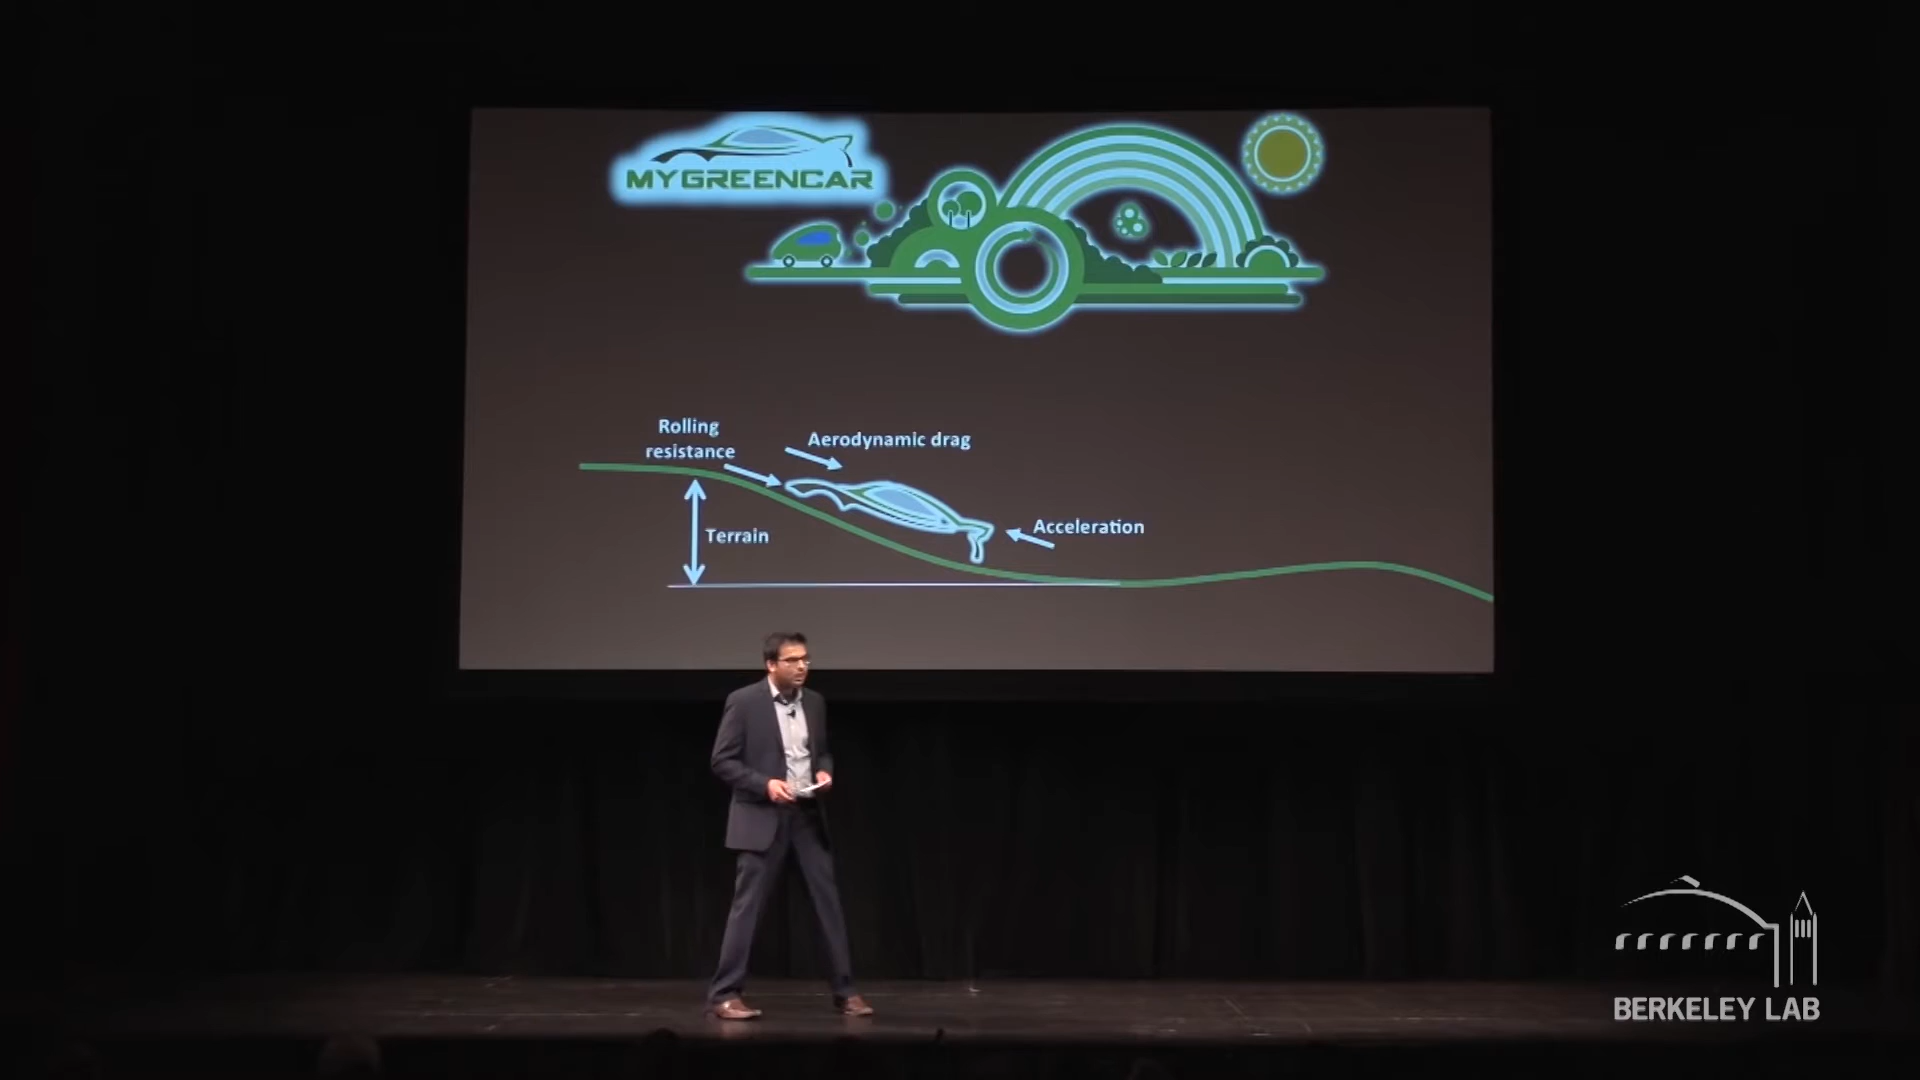 MYGREENCAR
Rolling
resistance
Aerodynamic drag
Acceleration
Terrain
BERKELEY LAB